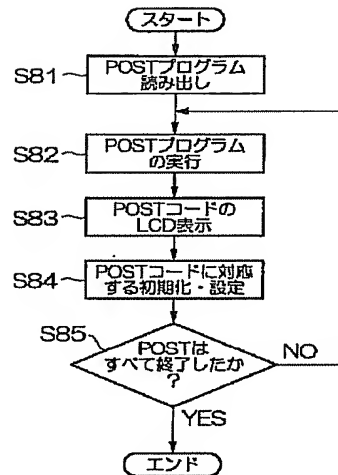 スタート
S81
POSTプログラム
読み出し
S82
POSTプログラム
の実行
S83
POSTコードの
LCD表示
S84
POSTコードに対応
する初期化・設定
S85
POSTは
すべて終了したか
?
NO
YES
エンド